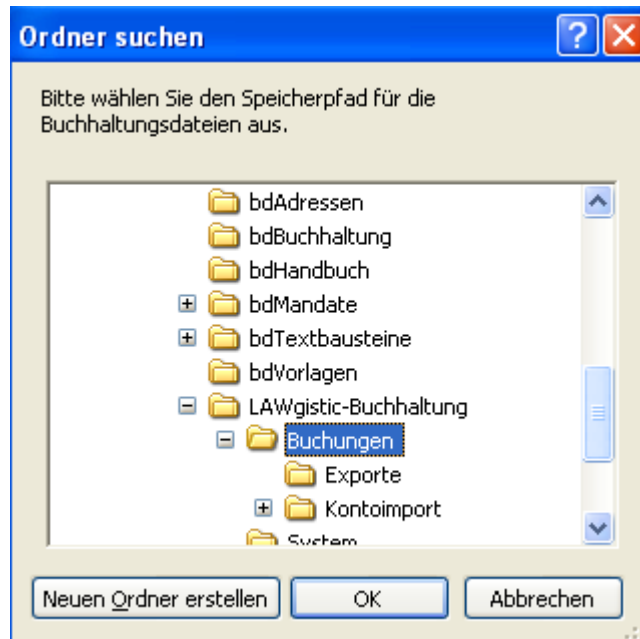 Ordner suchen
Bitte wählen Sie den Speicherpfad für die
Buchhaltungsdateien aus.
bdAdressen
bdBuchhaltung
bdHandbuch
bdMandate
bdTextbausteine
bdVorlagen
LAWgistic-Buchhaltung
Buchungen
Exporte
Kontoimport
System
Neuen Ordner erstellen OK Abbrechen